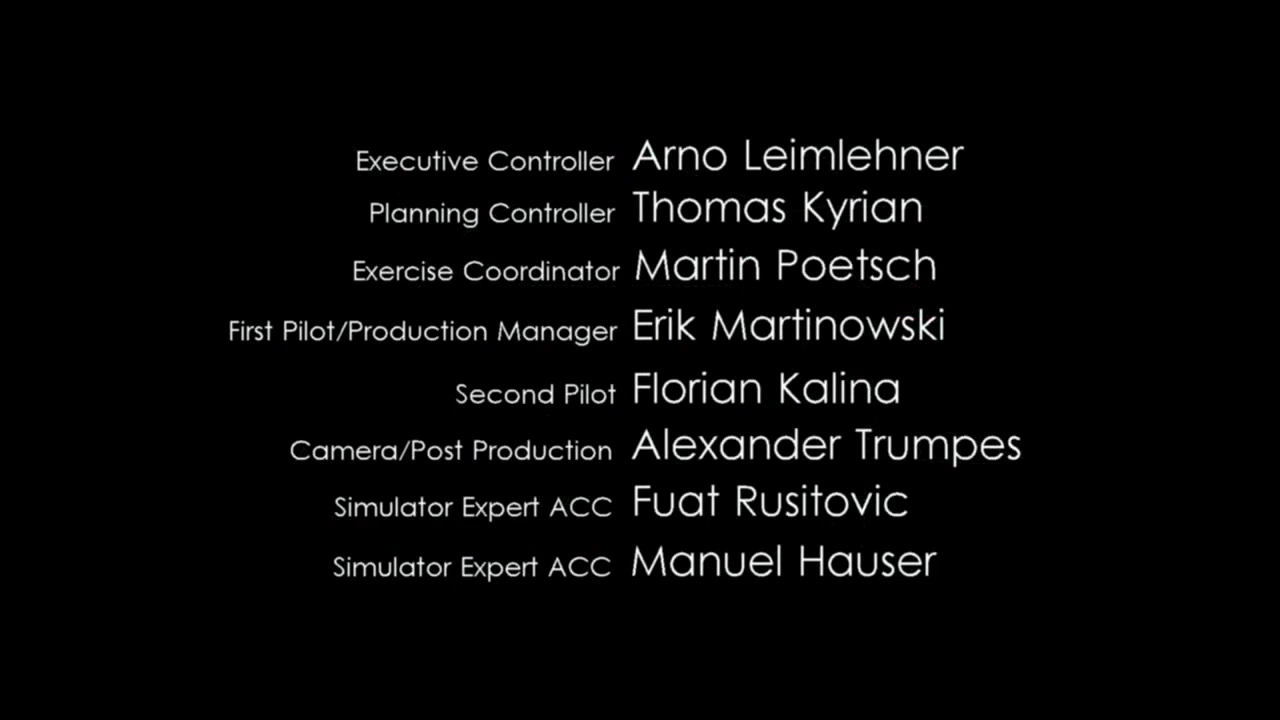 Executive Controller Arno Leimlehner
Planning Controller Thomas Kyrian
Exercise Coordinator Martin Poetsch
First Pilot/Production Manager Erik Martinowski
Second Pilot Florian Kalina
Camera/Post Production Alexander Trumpes
Simulator Expert ACC Fuat Rusitovic
Simulator Expert ACC Manuel Hauser